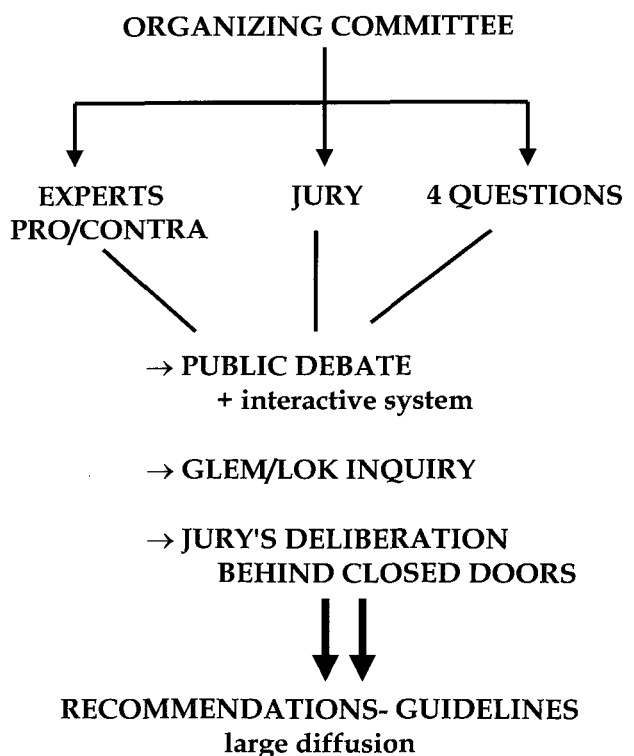 ORGANIZING COMMITTEE
EXPERTS
PRO/CONTRA
JURY
4 QUESTIONS
→ PUBLIC DEBATE
+ interactive system
→ GLEM/LOK INQUIRY
→ JURY'S DELIBERATION
BEHIND CLOSED DOORS
RECOMMENDATIONS- GUIDELINES
large diffusion